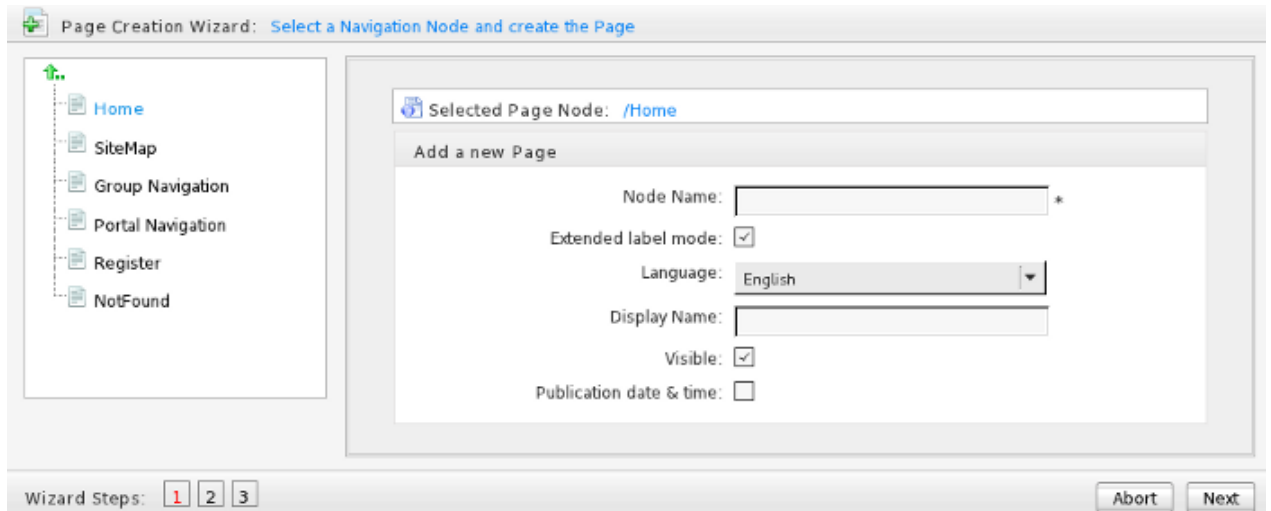 Page Creation Wizard: Select a Navigation Node and create the Page
Home
SiteMap
Group Navigation
Portal Navigation
Register
NotFound
Selected Page Node: /Home
Add a new Page
Node Name: *
Extended label mode:
Language: English
Display Name:
Visible:
Publication date & time:
Wizard Steps: 1 2 3 Abort Next